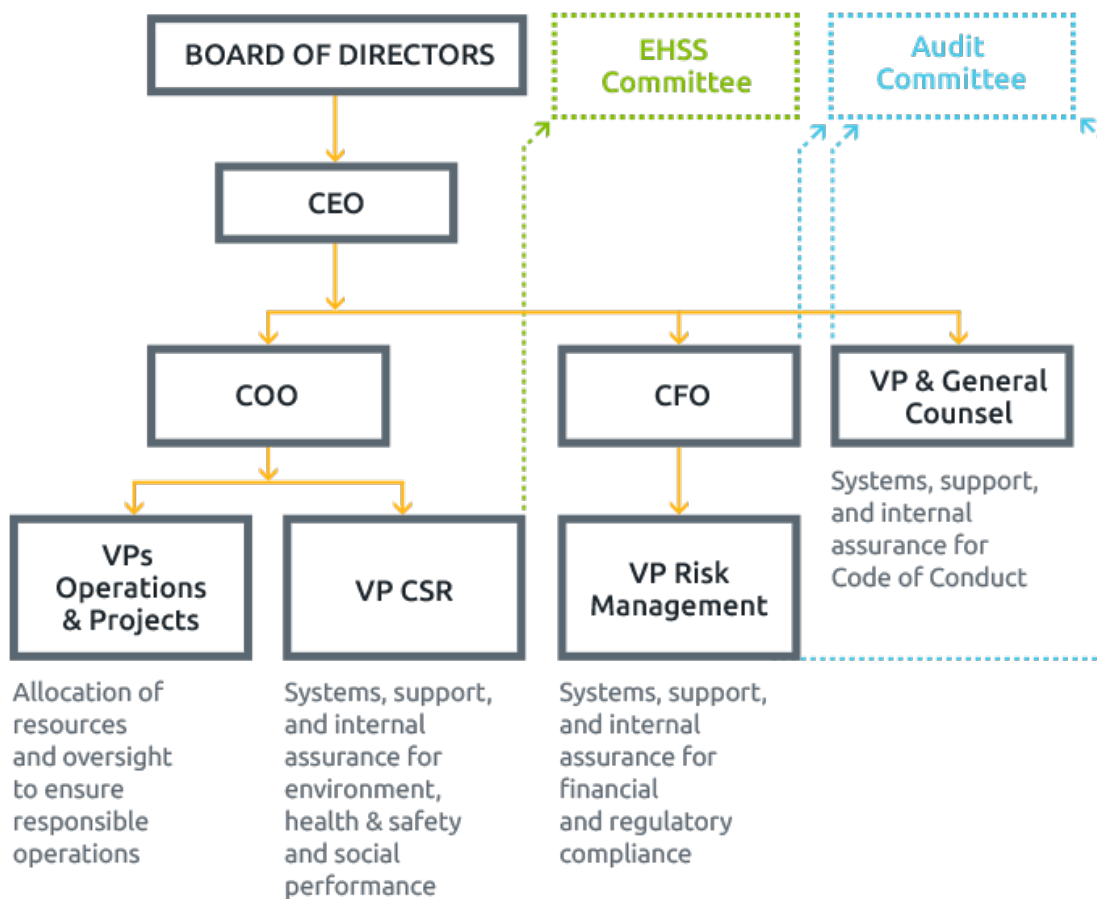 BOARD OF DIRECTORS
EHSS
Committee
Audit
Committee
CEO
COO
CFO
VP & General
Counsel
Systems, support,
and internal
assurance for
Code of Conduct
VPs
Operations
& Projects
VP CSR
VP Risk
Management
Allocation of
resources
and oversight
to ensure
responsible
operations
Systems, support,
and internal
assurance for
environment,
health & safety
and social
performance
Systems, support,
and internal
assurance for
financial
and regulatory
compliance